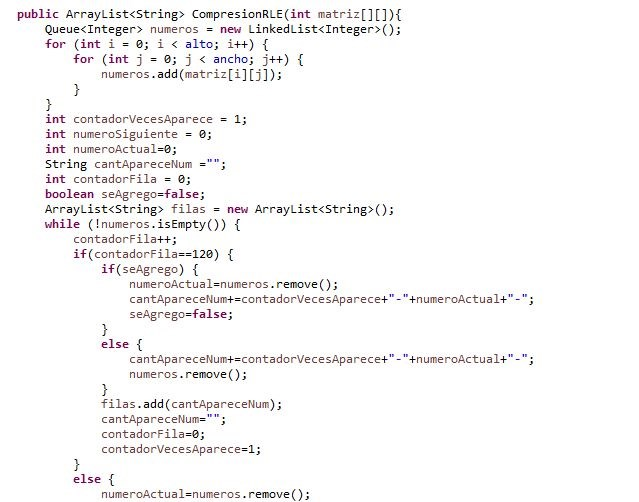 public ArrayList<String> CompresionRLE(int matriz[][]){
Queue<Integer> numeros = new LinkedList<Integer>();
for (int i = 0; i < alto; i++) {
for (int j = 0; j < ancho; j++) {
numeros.add(matriz[i][j]);
}
}
int contadorVecesAparece = 1;
int numeroSiguiente = 0;
int numeroActual=0;
String cantApareceNum ="";
int contadorFila = 0;
boolean seAgrego=false;
ArrayList<String> filas = new ArrayList<String>();
while (!numeros.isEmpty()) {
contadorFila++;
if(contadorFila==120) {
if(seAgrego) {
numeroActual=numeros.remove();
cantApareceNum+=contadorVecesAparece+"-"+numeroActual+"-";
seAgrego=false;
}
else {
cantApareceNum+=contadorVecesAparece+"-"+numeroActual+"-";
numeros.remove();
}
filas.add(cantApareceNum);
cantApareceNum="";
contadorFila=0;
contadorVecesAparece=1;
}
else {
numeroActual=numeros.remove();